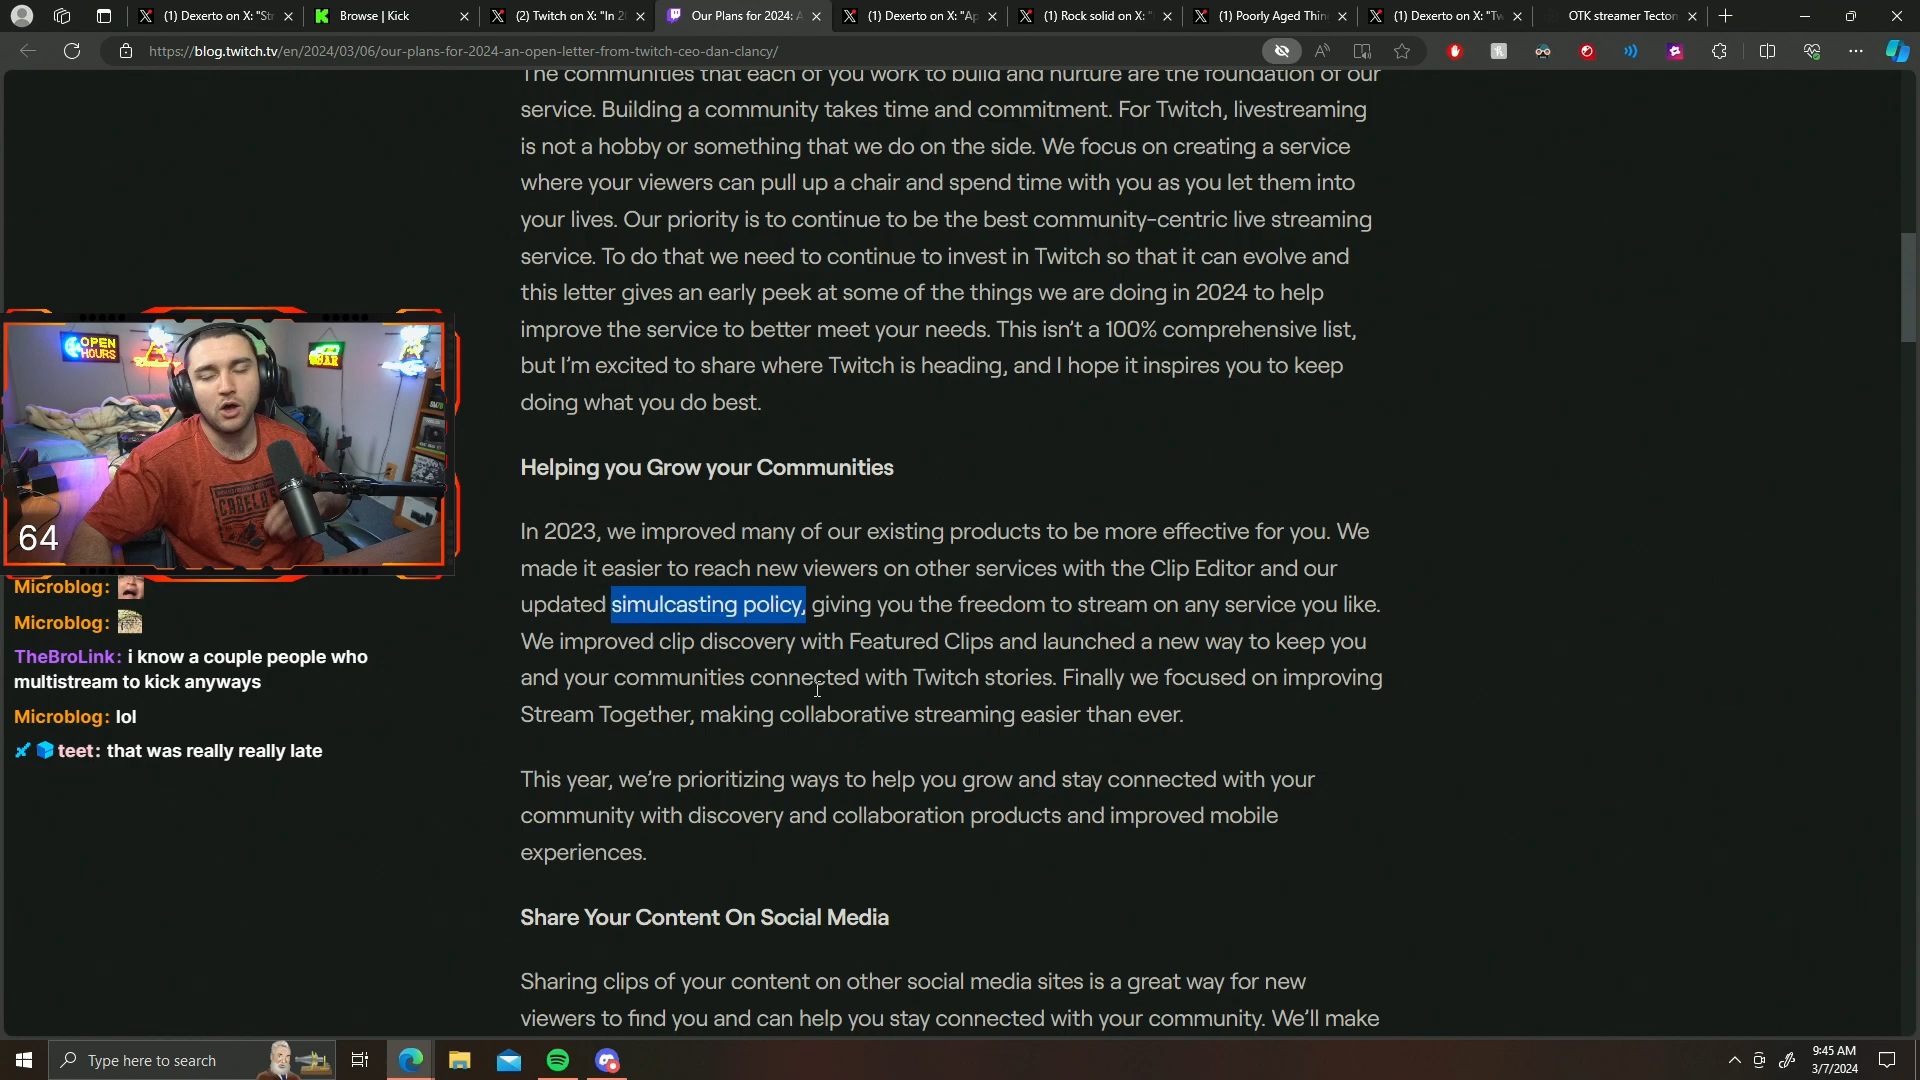 (1) Dexerto on X: "St
Browse | Kick
(2) Twitch on X: "In 2
Our Plans for 2024: A
(1) Dexerto on X: "Ap
(1) Rock solid on X: "
(1) Poorly Aged Thin
(1) Dexerto on X: "Tw
OTK streamer Tecton
https://blog.twitch.tv/en/2024/03/06/our-plans-for-2024-an-open-letter-from-twitch-ceo-dan-clancy/
The communities that each of you work to build and nurture are the foundation of our
service. Building a community takes time and commitment. For Twitch, livestreaming
is not a hobby or something that we do on the side. We focus on creating a service
where your viewers can pull up a chair and spend time with you as you let them into
your lives. Our priority is to continue to be the best community-centric live streaming
service. To do that we need to continue to invest in Twitch so that it can evolve and
this letter gives an early peek at some of the things we are doing in 2024 to help
improve the service to better meet your needs. This isn't a 100% comprehensive list,
but I'm excited to share where Twitch is heading, and I hope it inspires you to keep
doing what you do best.
Helping you Grow your Communities
In 2023, we improved many of our existing products to be more effective for you. We
made it easier to reach new viewers on other services with the Clip Editor and our
updated simulcasting policy, giving you the freedom to stream on any service you like.
We improved clip discovery with Featured Clips and launched a new way to keep you
and your communities connected with Twitch stories. Finally we focused on improving
Stream Together, making collaborative streaming easier than ever.
This year, we're prioritizing ways to help you grow and stay connected with your
community with discovery and collaboration products and improved mobile
experiences.
Share Your Content On Social Media
Sharing clips of your content on other social media sites is a great way for new
viewers to find you and can help you stay connected with your community. We'll make
OPEN
HOURS
BAR
CABELA'S
64
Microblog:
Microblog:
TheBroLink: i know a couple people who
multistream to kick anyways
Microblog: lol
teet: that was really really late
Type here to search
9:45 AM
3/7/2024